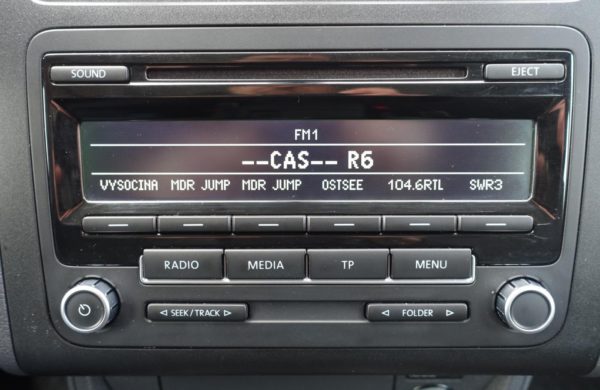 SOUND
EJECT
FM1
--CAS-- R6
VYSOCINA MDR JUMP MDR JUMP OSTSEE 104.6RTL SWR3
RADIO MEDIA TP MENU
SEEK/TRACK
FOLDER